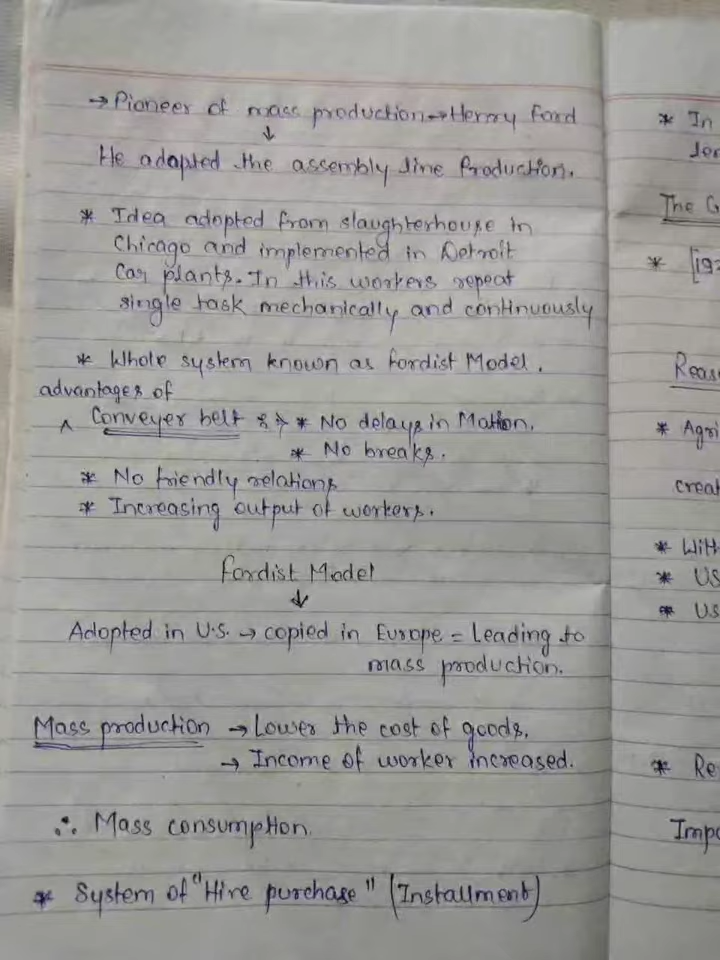 → Pioneer of mass production → Henry Ford
↓
He adapted the assembly line Production.
* Idea adopted from slaughterhouse in
Chicago and implemented in Detroit
Car plants. In this workers repeat
single task mechanically and continuously
* Whole system known as Fordist Model.
advantages of
^ Conveyer belt :→ * No delays in Motion.
* No breaks.
* No friendly relations
* Increasing output of workers.
Fordist Model
↓
Adopted in U.S. → copied in Europe = Leading to
mass production.
Mass production → Lower the cost of goods.
→ Income of worker increased.
∴ Mass consumption.
* System of "Hire purchase" (Installment)
* In
The G
* [19
Reas
* Agri
creat
* With
* US
* US
* Re
Impo